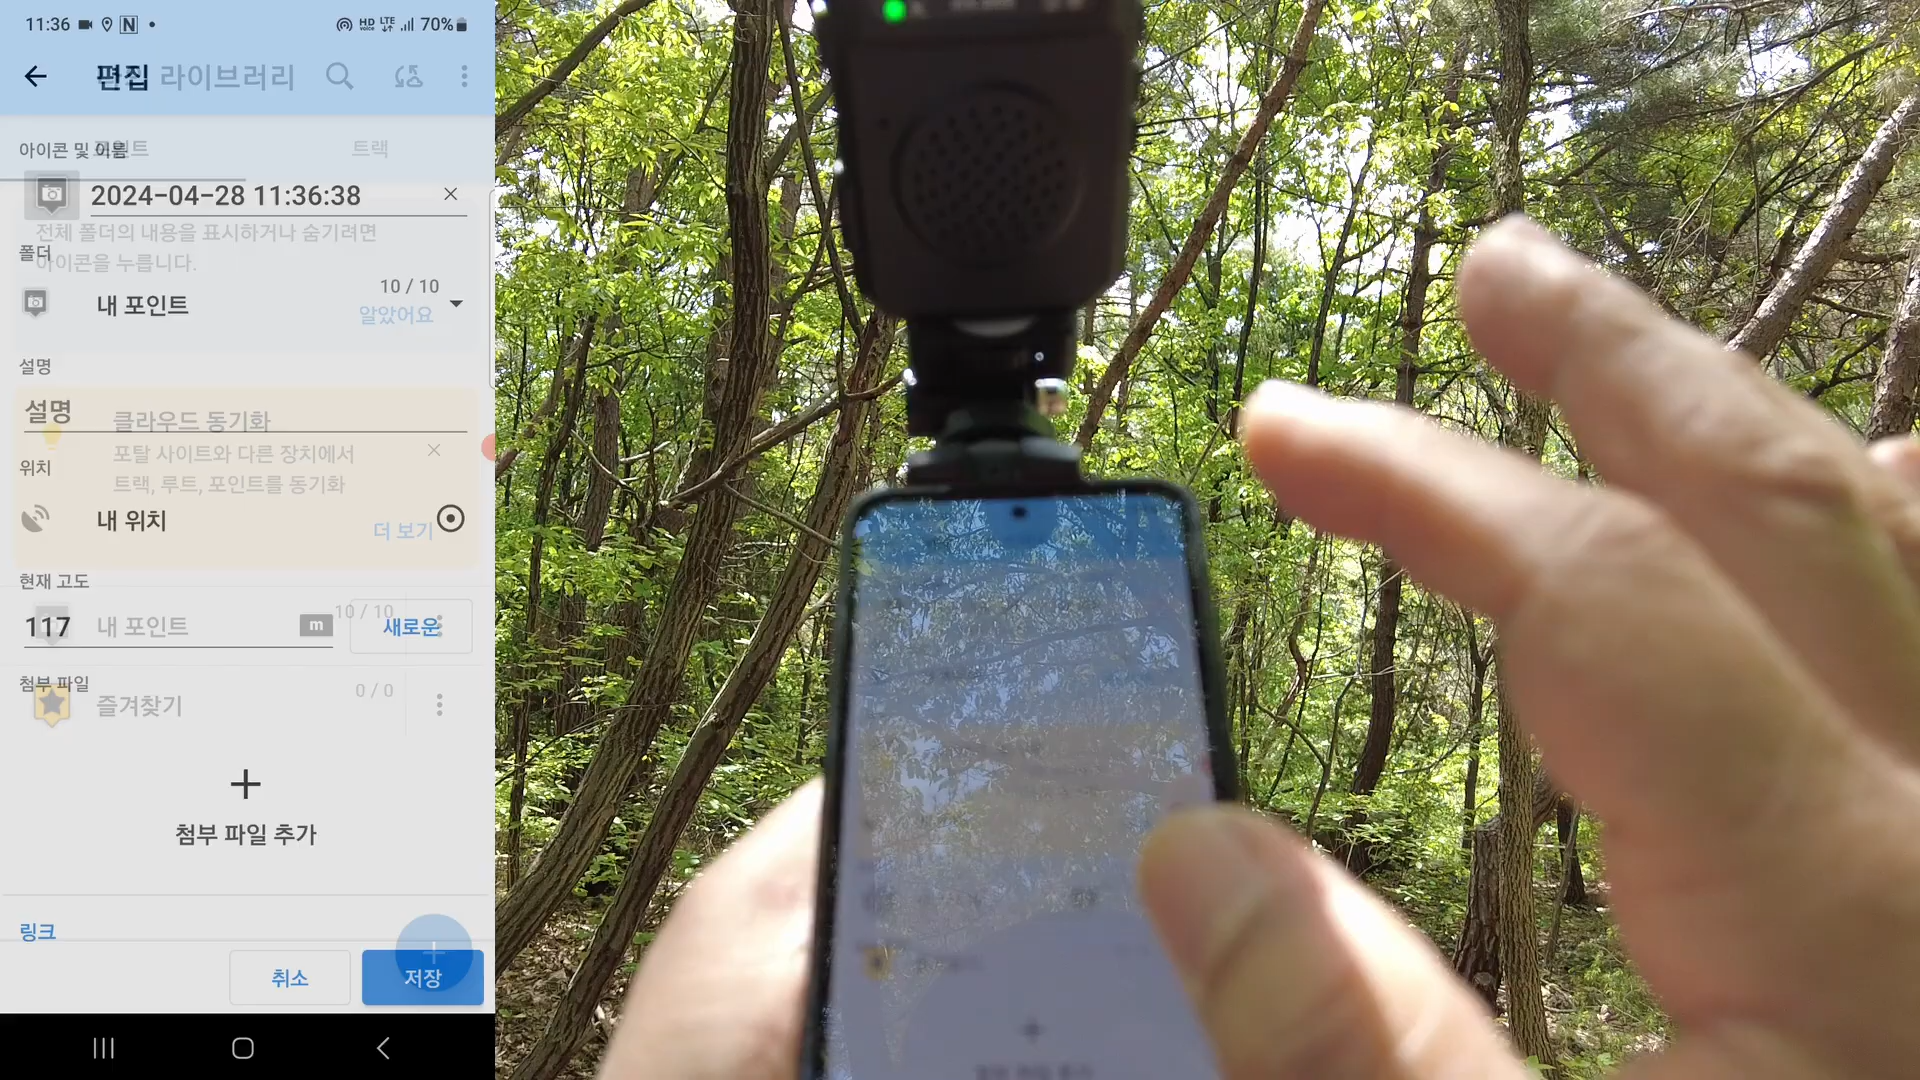 11:36 N HD voice LTE 70%
편집 라이브러리
아이콘 및 이름
트랙
2024-04-28 11:36:38
전체 폴더의 내용을 표시하거나 숨기려면
폴더
아이콘을 누릅니다.
10 / 10
내 포인트
알았어요
설명
설명
클라우드 동기화
포탈 사이트와 다른 장치에서
위치
트랙, 루트, 포인트를 동기화
내 위치
더 보기
현재 고도
10 / 10
117 내 포인트 m 새로운
첨부 파일
0 / 0
즐겨찾기
첨부 파일 추가
링크
취소 저장